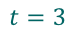 t = 3